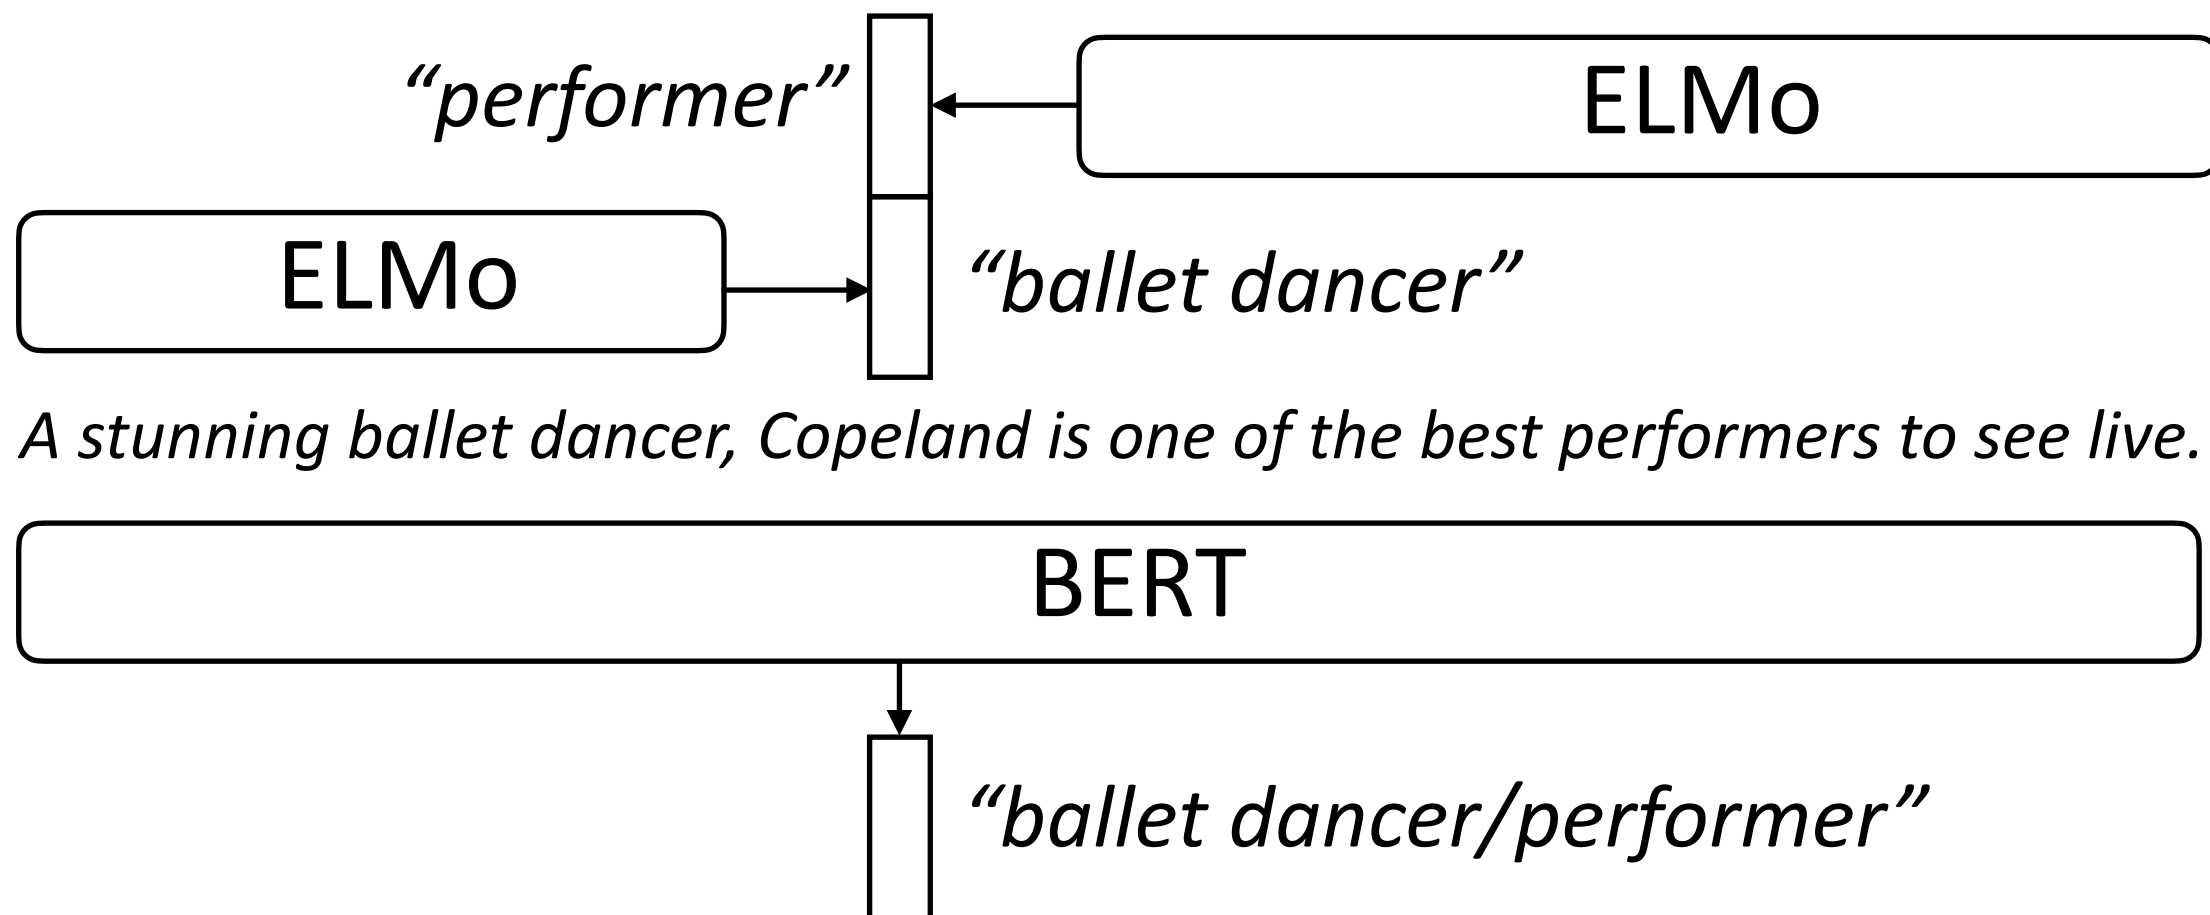 “performer”
ELMo
ELMo
“ballet dancer”
A stunning ballet dancer, Copeland is one of the best performers to see live.
BERT
“ballet dancer/performer”